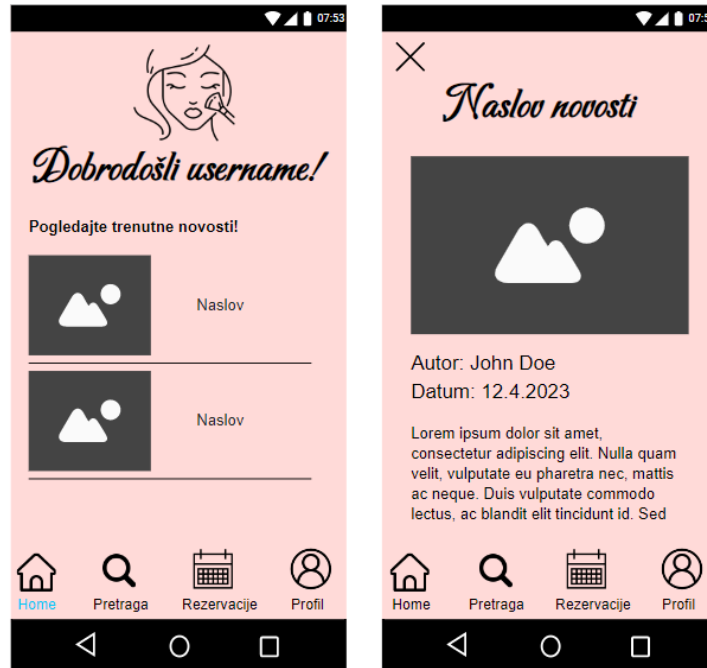 07:53
Dobrodošli username!
Pogledajte trenutne novosti!
Naslov
Naslov
Home Pretraga Rezervacije Profil
Naslov novosti
Autor: John Doe
Datum: 12.4.2023
Lorem ipsum dolor sit amet,
consectetur adipiscing elit. Nulla quam
velit, vulputate eu pharetra nec, mattis
ac neque. Duis vulputate commodo
lectus, ac blandit elit tincidunt id. Sed
Home Pretraga Rezervacije Profil